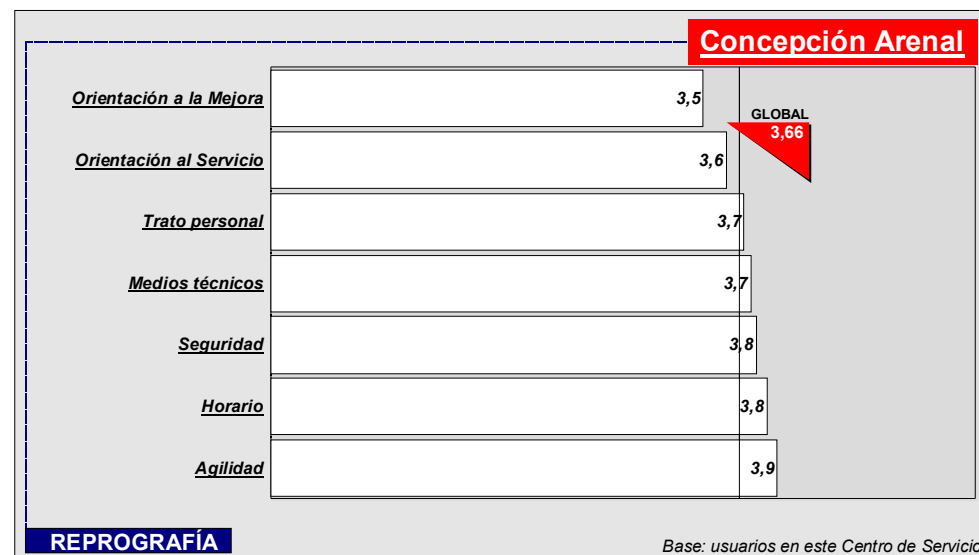 Concepción Arenal
Orientación a la Mejora
3,5
GLOBAL
3,66
Orientación al Servicio
3,6
Trato personal
3,7
Medios técnicos
3,7
Seguridad
3,8
Horario
3,8
Agilidad
3,9
REPROGRAFÍA
Base: usuarios en este Centro de Servicio